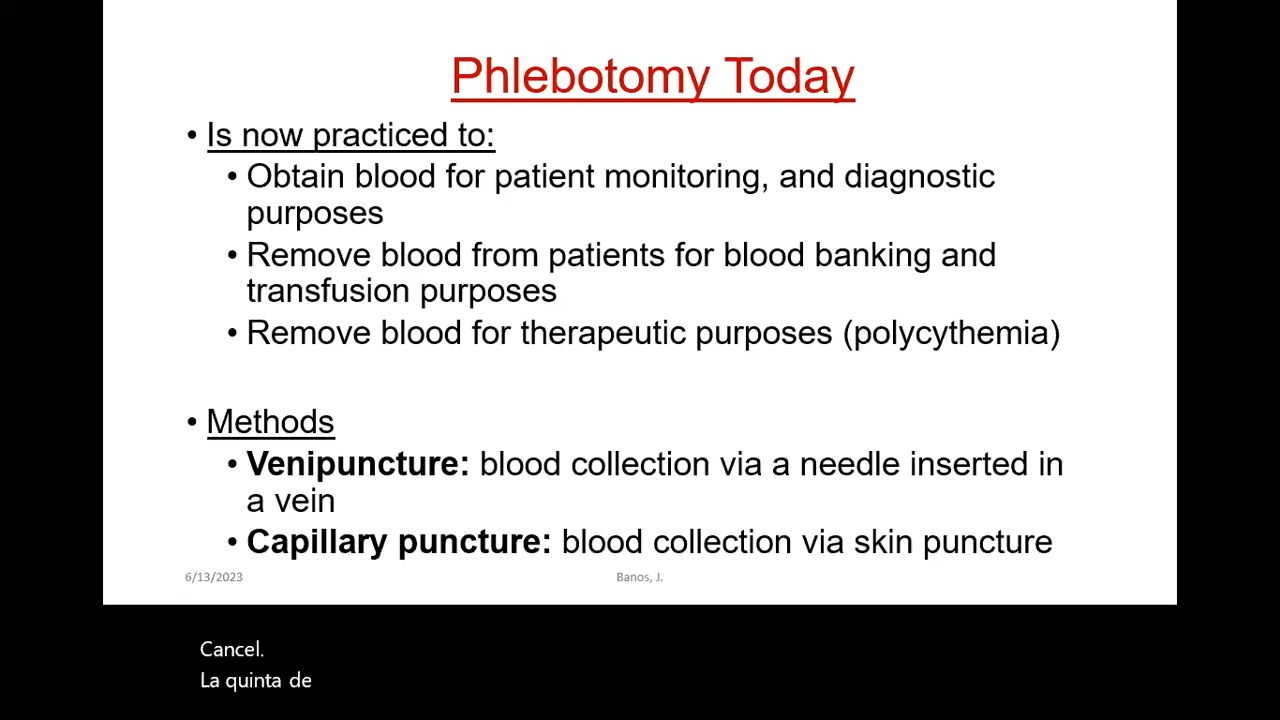 Phlebotomy Today
• Is now practiced to:
• Obtain blood for patient monitoring, and diagnostic
purposes
• Remove blood from patients for blood banking and
transfusion purposes
• Remove blood for therapeutic purposes (polycythemia)
• Methods
• Venipuncture: blood collection via a needle inserted in
a vein
• Capillary puncture: blood collection via skin puncture
6/13/2023
Banos, J.
Cancel.
La quinta de